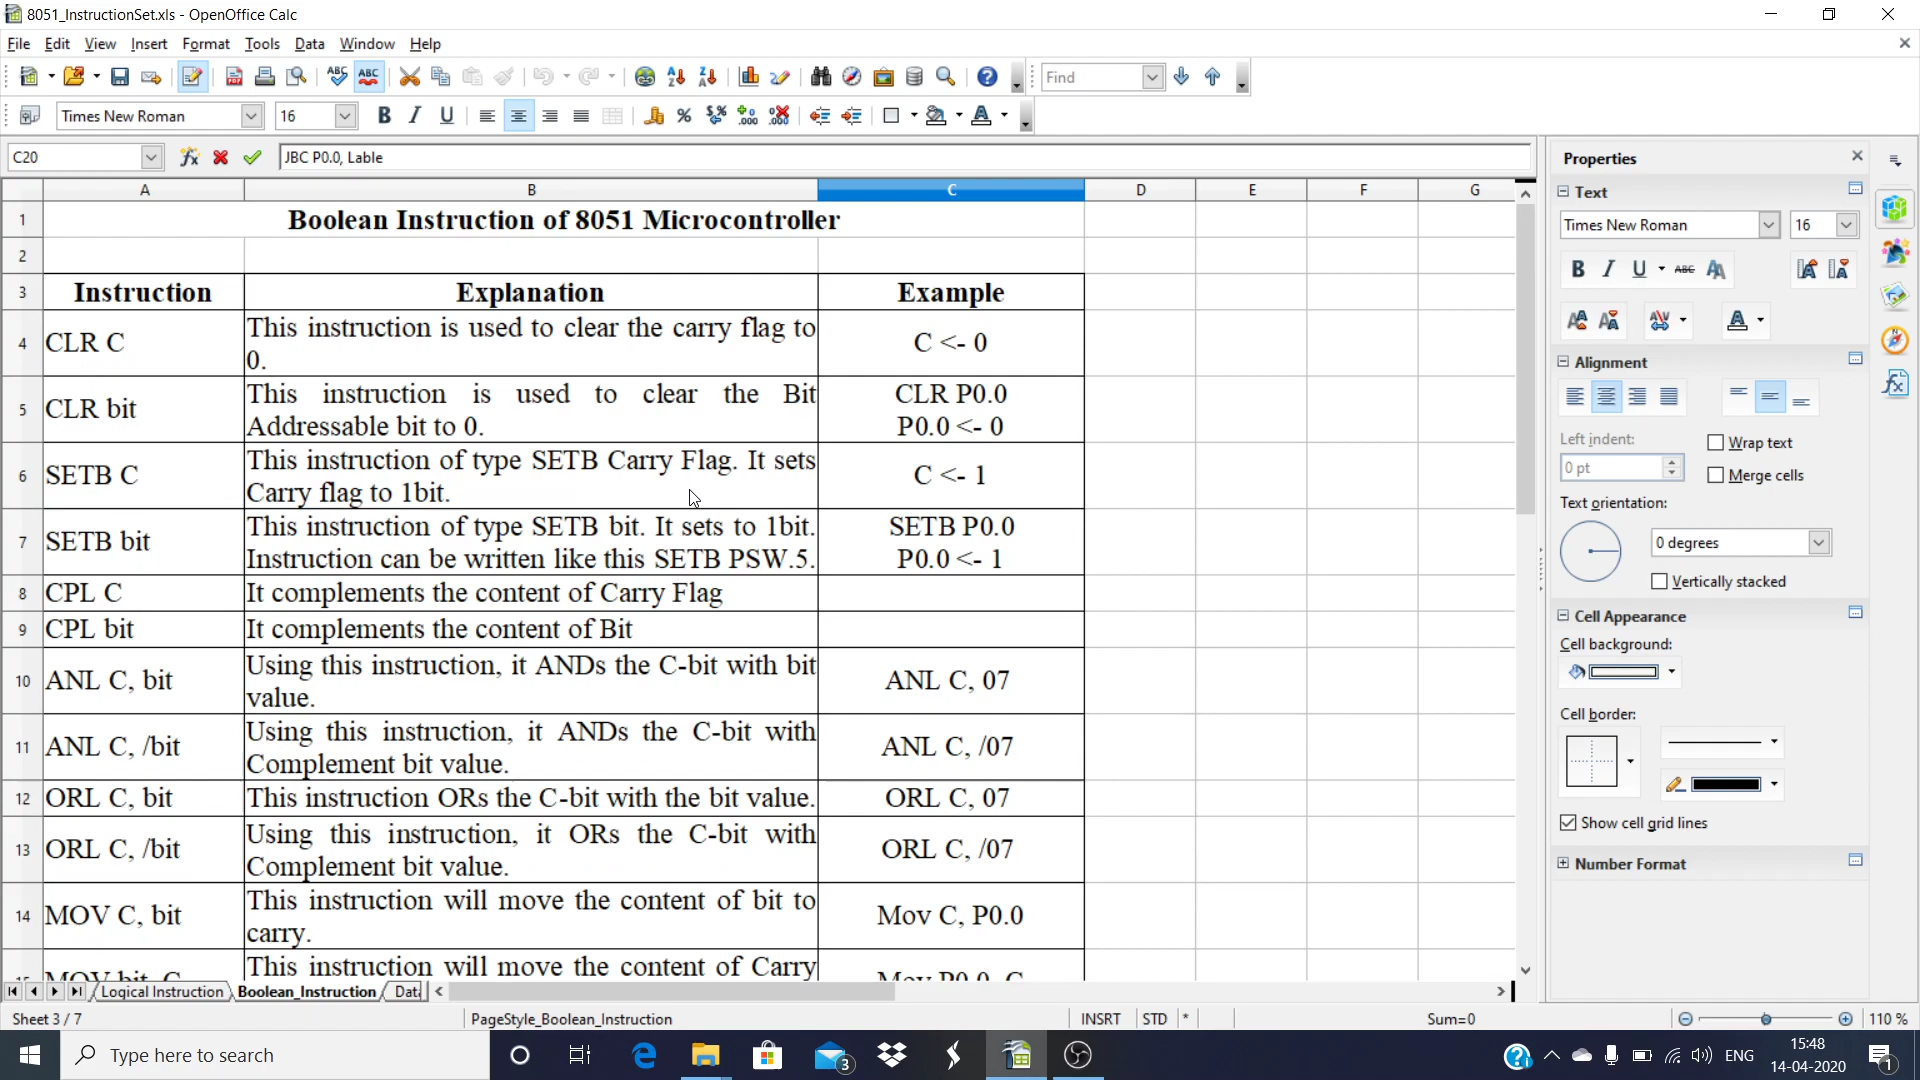 8051_InstructionSet.xls - OpenOffice Calc
File Edit View Insert Format Tools Data Window Help
Find
Times New Roman 16
C20 JBC P0.0, Lable
A B C D E F G
1 Boolean Instruction of 8051 Microcontroller
2
3 Instruction Explanation Example
4 CLR C This instruction is used to clear the carry flag to
0. C <- 0
5 CLR bit This instruction is used to clear the Bit
Addressable bit to 0. CLR P0.0
P0.0 <- 0
6 SETB C This instruction of type SETB Carry Flag. It sets
Carry flag to 1bit. C <- 1
7 SETB bit This instruction of type SETB bit. It sets to 1bit.
Instruction can be written like this SETB PSW.5. SETB P0.0
P0.0 <- 1
8 CPL C It complements the content of Carry Flag
9 CPL bit It complements the content of Bit
10 ANL C, bit Using this instruction, it ANDs the C-bit with bit
value. ANL C, 07
11 ANL C, /bit Using this instruction, it ANDs the C-bit with
Complement bit value. ANL C, /07
12 ORL C, bit This instruction ORs the C-bit with the bit value. ORL C, 07
13 ORL C, /bit Using this instruction, it ORs the C-bit with
Complement bit value. ORL C, /07
14 MOV C, bit This instruction will move the content of bit to
carry. Mov C, P0.0
15 MOV bit, C This instruction will move the content of Carry
Mov P0.0, C
Logical Instruction Boolean_Instruction Data
Sheet 3 / 7 PageStyle_Boolean_Instruction INSRT STD * Sum=0 110 %
Properties
Text
Times New Roman 16
Alignment
Left indent:
0 pt
Wrap text
Merge cells
Text orientation:
0 degrees
Vertically stacked
Cell Appearance
Cell background:
Cell border:
Show cell grid lines
Number Format
Type here to search
3
ENG
15:48
14-04-2020
1